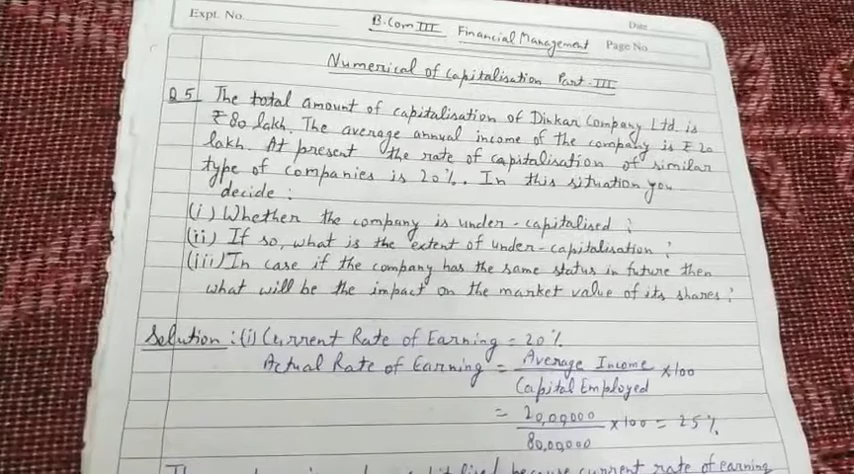 Expt. No.
Date
B.Com III Financial Management Page No
Numerical of Capitalisation Part-III
Q5 The total amount of capitalisation of Dinkar Company Ltd. is
₹80 lakh. The average annual income of the company is ₹20
lakh. At present the rate of capitalisation of similar
type of companies is 20%. In this situation you
decide :
(i) Whether the company is under-capitalised ?
(ii) If so, what is the extent of under-capitalisation ?
(iii) In case if the company has the same status in future then
what will be the impact on the market value of its shares ?
Solution : (i) Current Rate of Earning = 20%
Actual Rate of Earning = Average Income / Capital Employed × 100
= 20,00,000 / 80,00,000 × 100 = 25%
because current rate of earning